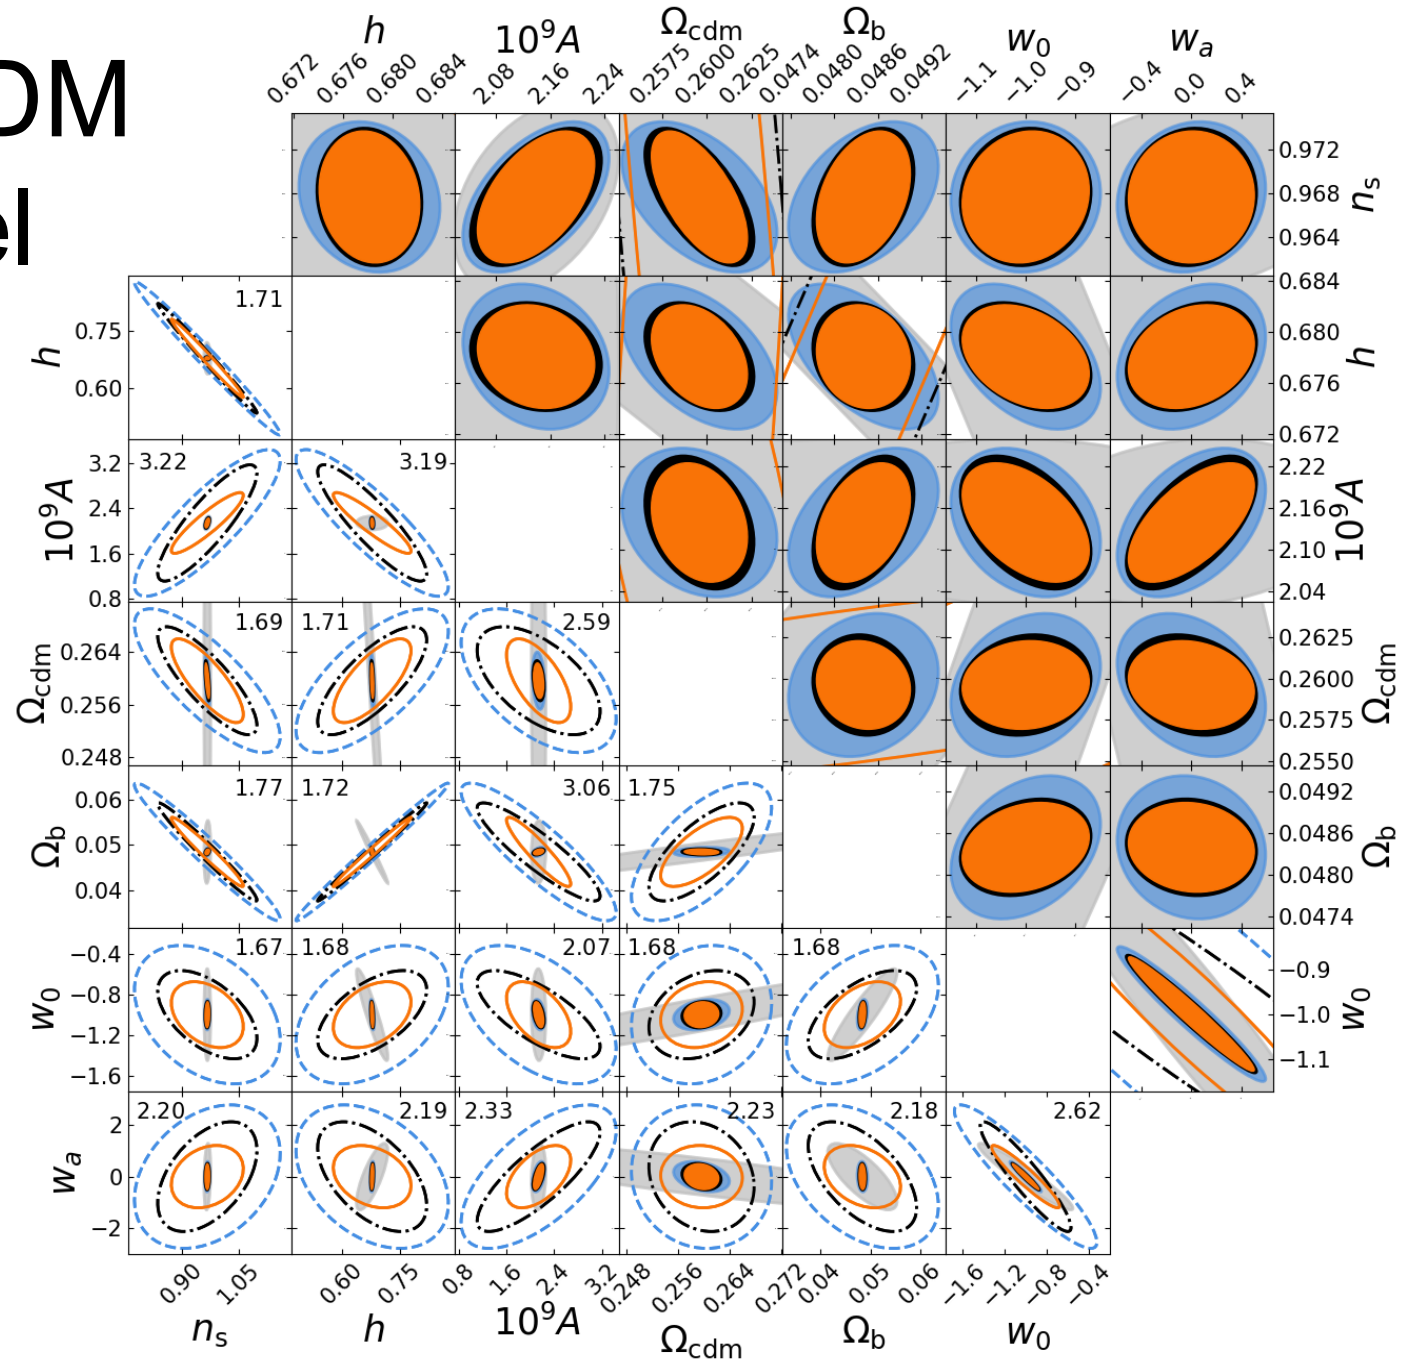 DM
el
h 10⁹A Ω_cdm Ω_b w₀ w_a
0.672 0.676 0.680 0.684 2.08 2.16 2.24 0.2575 0.2600 0.2625 0.0474 0.0480 0.0486 0.0492 −1.1 −1.0 −0.9 −0.4 0.0 0.4
0.972
0.968 n_s
0.964
h 0.75 0.60 1.71
0.684
0.680
0.676 h
0.672
10⁹A 3.2 2.4 1.6 0.8 3.22 3.19
2.22
2.16 10⁹A
2.10
2.04
Ω_cdm 0.264 0.256 0.248 1.69 1.71 2.59
0.2625
0.2600 Ω_cdm
0.2575
0.2550
Ω_b 0.06 0.05 0.04 1.77 1.72 3.06 1.75
0.0492
0.0486 Ω_b
0.0480
0.0474
w₀ −0.4 −0.8 −1.2 −1.6 1.67 1.68 2.07 1.68 1.68
−0.9
−1.0 w₀
−1.1
w_a 2 0 −2 2.20 2.19 2.33 2.23 2.18 2.62
0.90 1.05 0.60 0.75 0.8 1.6 2.4 3.2 0.248 0.256 0.264 0.272 0.04 0.05 0.06 −1.6 −1.2 −0.8 −0.4
n_s h 10⁹A Ω_cdm Ω_b w₀